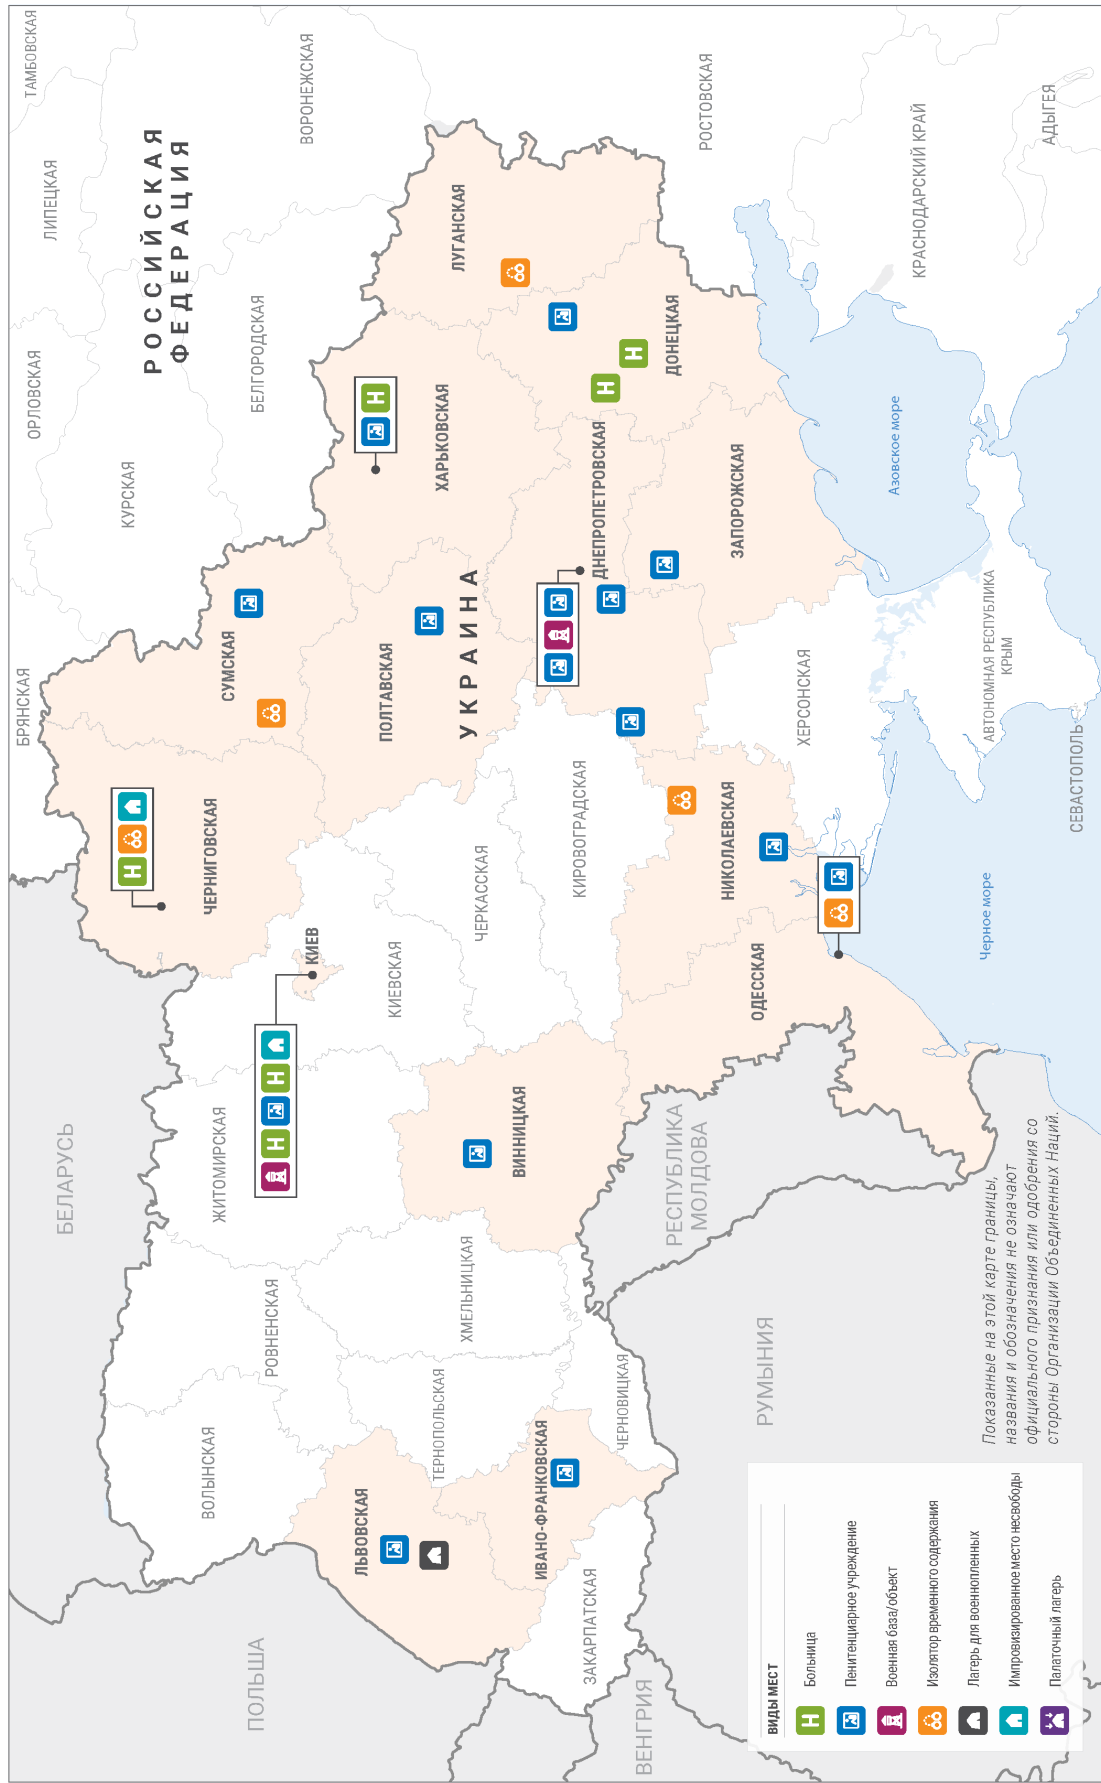 ТАМБОВСКАЯ
ЛИПЕЦКАЯ
ОРЛОВСКАЯ
КУРСКАЯ
БРЯНСКАЯ
ВОРОНЕЖСКАЯ
БЕЛГОРОДСКАЯ
РОССИЙСКАЯ
ФЕДЕРАЦИЯ
РОСТОВСКАЯ
КРАСНОДАРСКИЙ КРАЙ
АДЫГЕЯ
БЕЛАРУСЬ
ПОЛЬША
ВЕНГРИЯ
РУМЫНИЯ
РЕСПУБЛИКА
МОЛДОВА
УКРАИНА
ВОЛЫНСКАЯ
РОВНЕНСКАЯ
ЖИТОМИРСКАЯ
КИЕВ
КИЕВСКАЯ
ЧЕРНИГОВСКАЯ
СУМСКАЯ
ПОЛТАВСКАЯ
ХАРЬКОВСКАЯ
ЛУГАНСКАЯ
ЛЬВОВСКАЯ
ТЕРНОПОЛЬСКАЯ
ХМЕЛЬНИЦКАЯ
ВИННИЦКАЯ
ЧЕРКАССКАЯ
КИРОВОГРАДСКАЯ
ДНЕПРОПЕТРОВСКАЯ
ДОНЕЦКАЯ
ЗАКАРПАТСКАЯ
ИВАНО-ФРАНКОВСКАЯ
ЧЕРНОВИЦКАЯ
ОДЕССКАЯ
НИКОЛАЕВСКАЯ
ХЕРСОНСКАЯ
ЗАПОРОЖСКАЯ
АВТОНОМНАЯ РЕСПУБЛИКА
КРЫМ
СЕВАСТОПОЛЬ
Азовское море
Черное море
Показанные на этой карте границы,
названия и обозначения не означают
официального признания или одобрения со
стороны Организации Объединенных Наций.
ВИДЫ МЕСТ
Больница
Пенитенциарное учреждение
Военная база/объект
Изолятор временного содержания
Лагерь для военнопленных
Импровизированное место несвободы
Палаточный лагерь